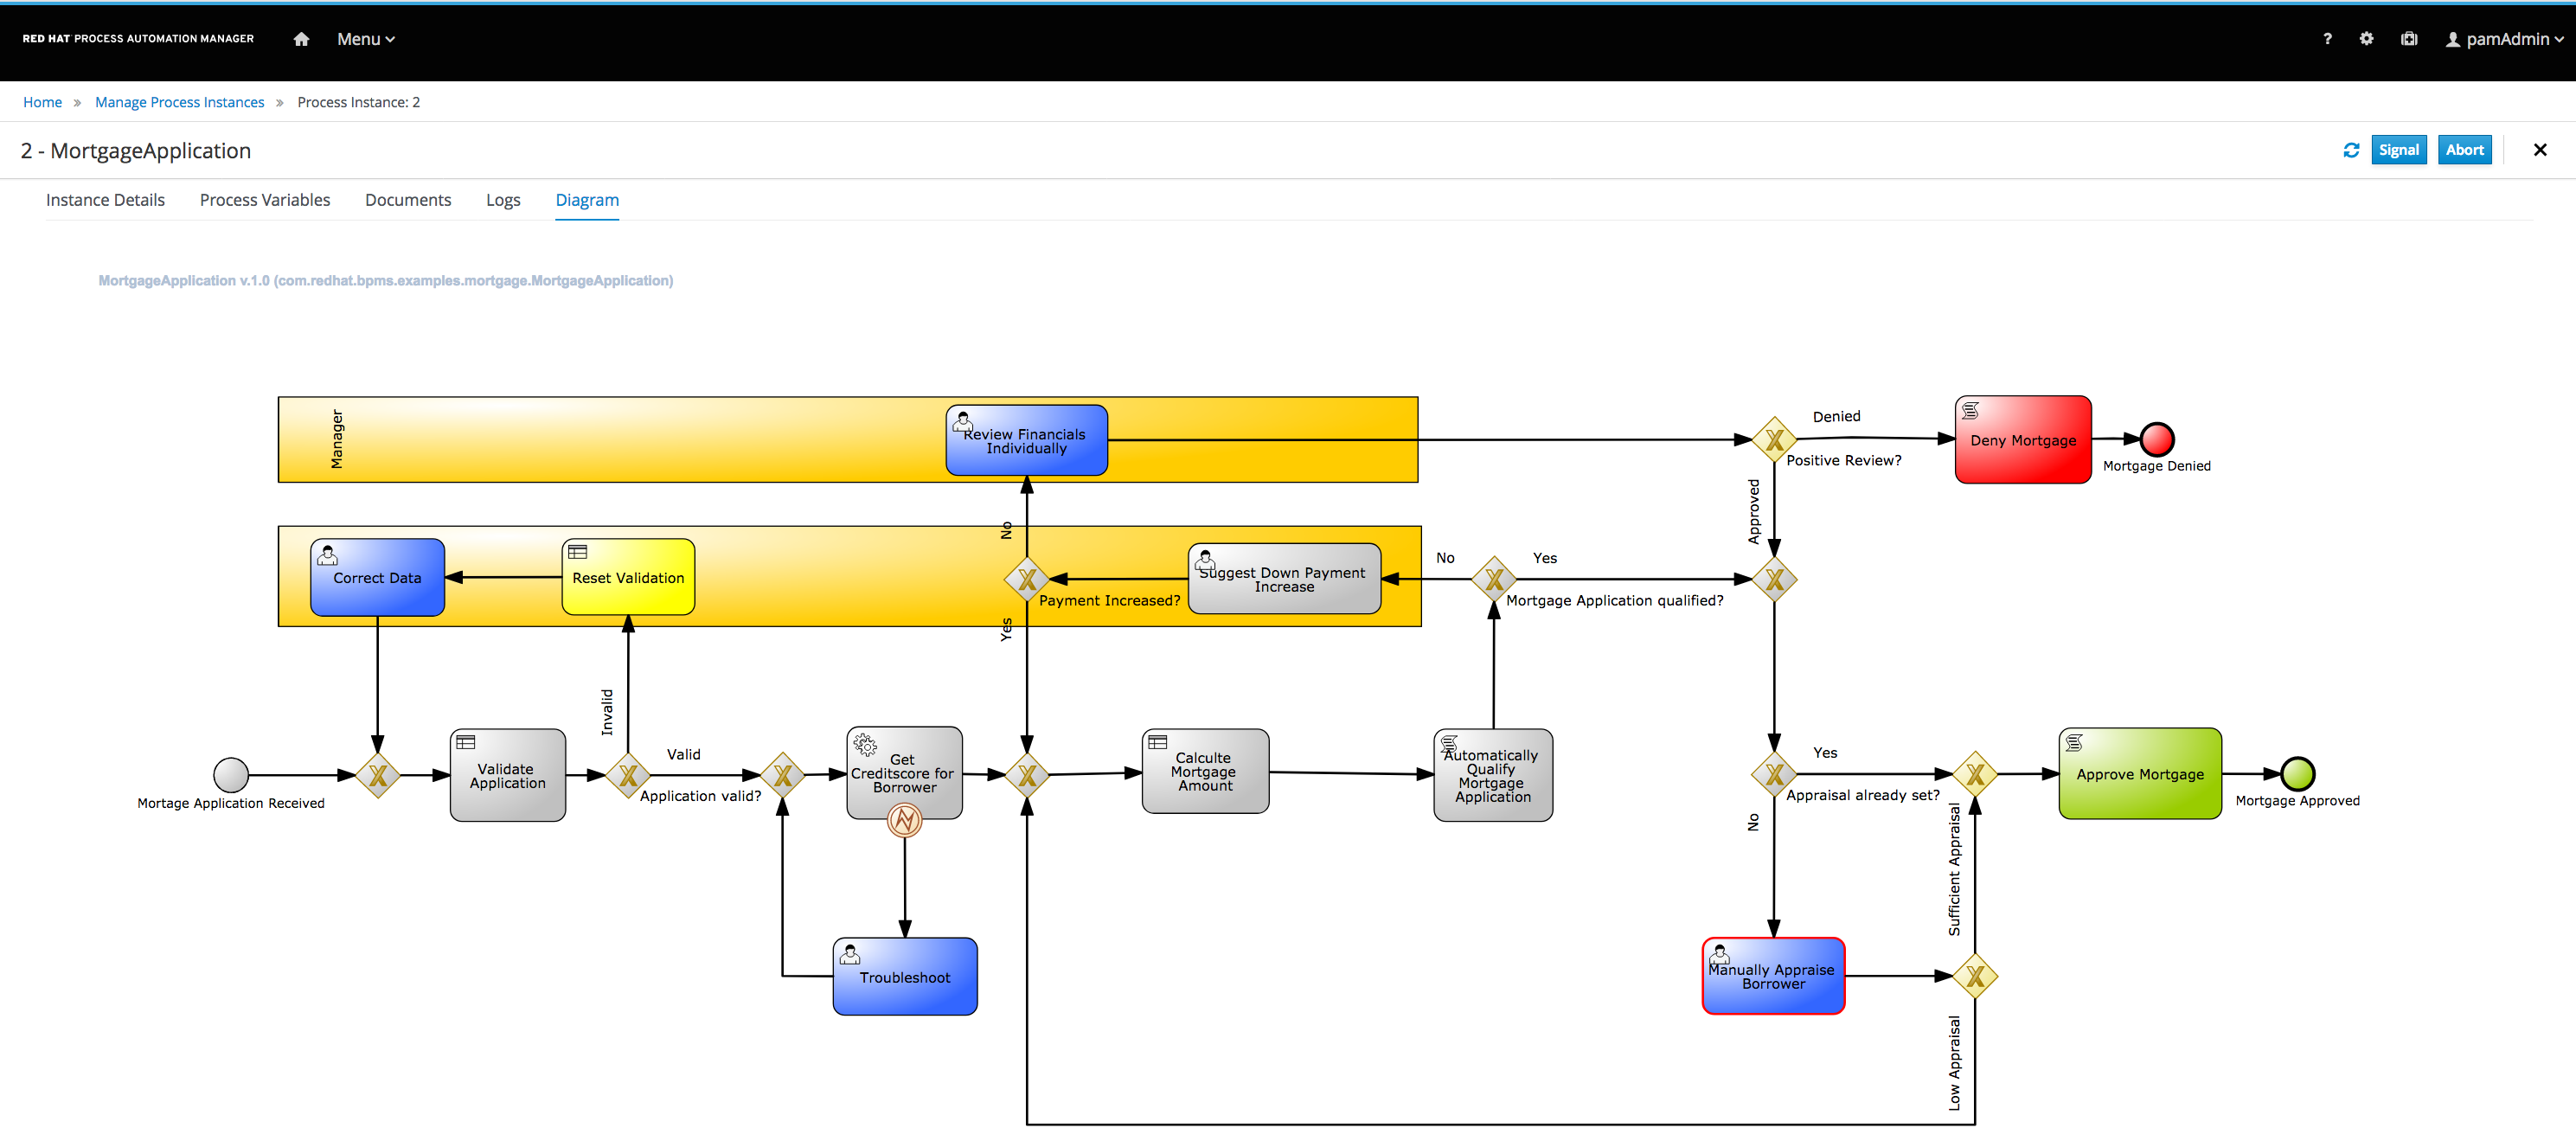 RED HAT PROCESS AUTOMATION MANAGER
Menu
?
pamAdmin
Home » Manage Process Instances » Process Instance: 2
2 - MortgageApplication
Signal
Abort
Instance Details
Process Variables
Documents
Logs
Diagram
MortgageApplication v.1.0 (com.redhat.bpms.examples.mortgage.MortgageApplication)
Manager
Review Financials
Individually
Denied
Positive Review?
Deny Mortgage
Mortgage Denied
Approved
Correct Data
Reset Validation
No
Payment Increased?
Yes
Suggest Down Payment
Increase
No
Yes
Mortgage Application qualified?
Invalid
Mortage Application Received
Validate
Application
Valid
Application valid?
Get
Creditscore for
Borrower
Calculte
Mortgage
Amount
Automatically
Qualify
Mortgage
Application
Yes
Appraisal already set?
No
Approve Mortgage
Mortgage Approved
Sufficient Appraisal
Troubleshoot
Manually Appraise
Borrower
Low Appraisal